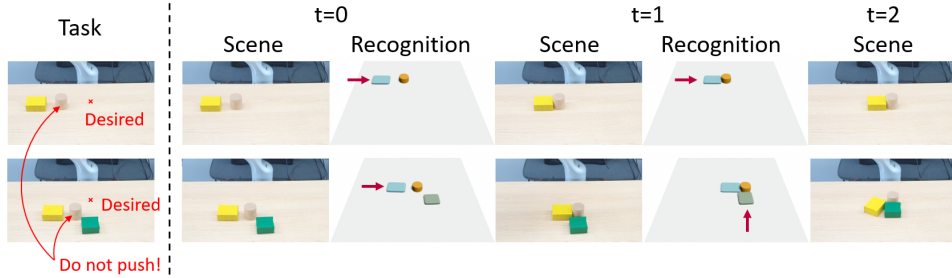 Task
t=0
t=1
t=2
Scene
Recognition
Scene
Recognition
Scene
Desired
Desired
Do not push!